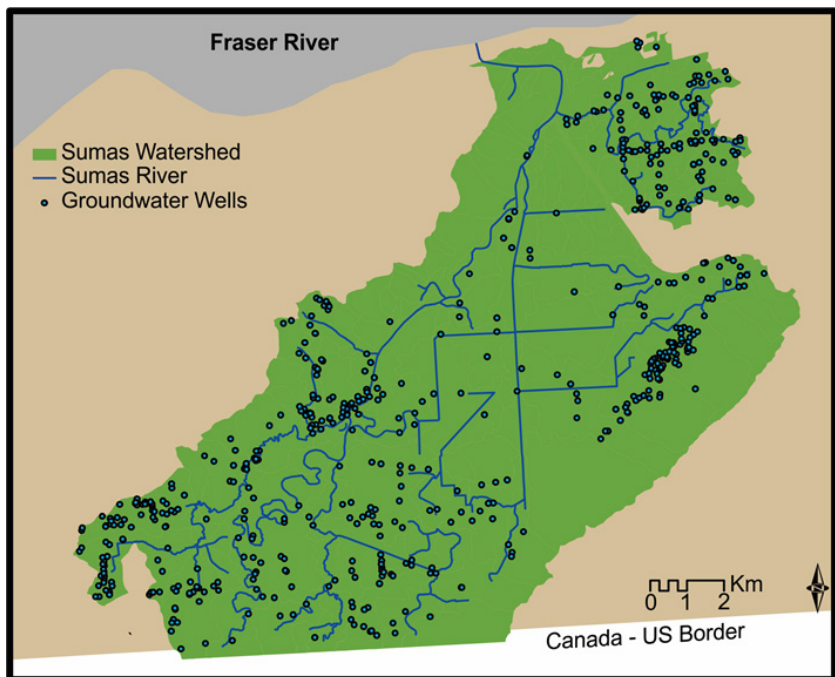 Fraser River
Sumas Watershed
Sumas River
Groundwater Wells
Km
0 1 2
Canada - US Border